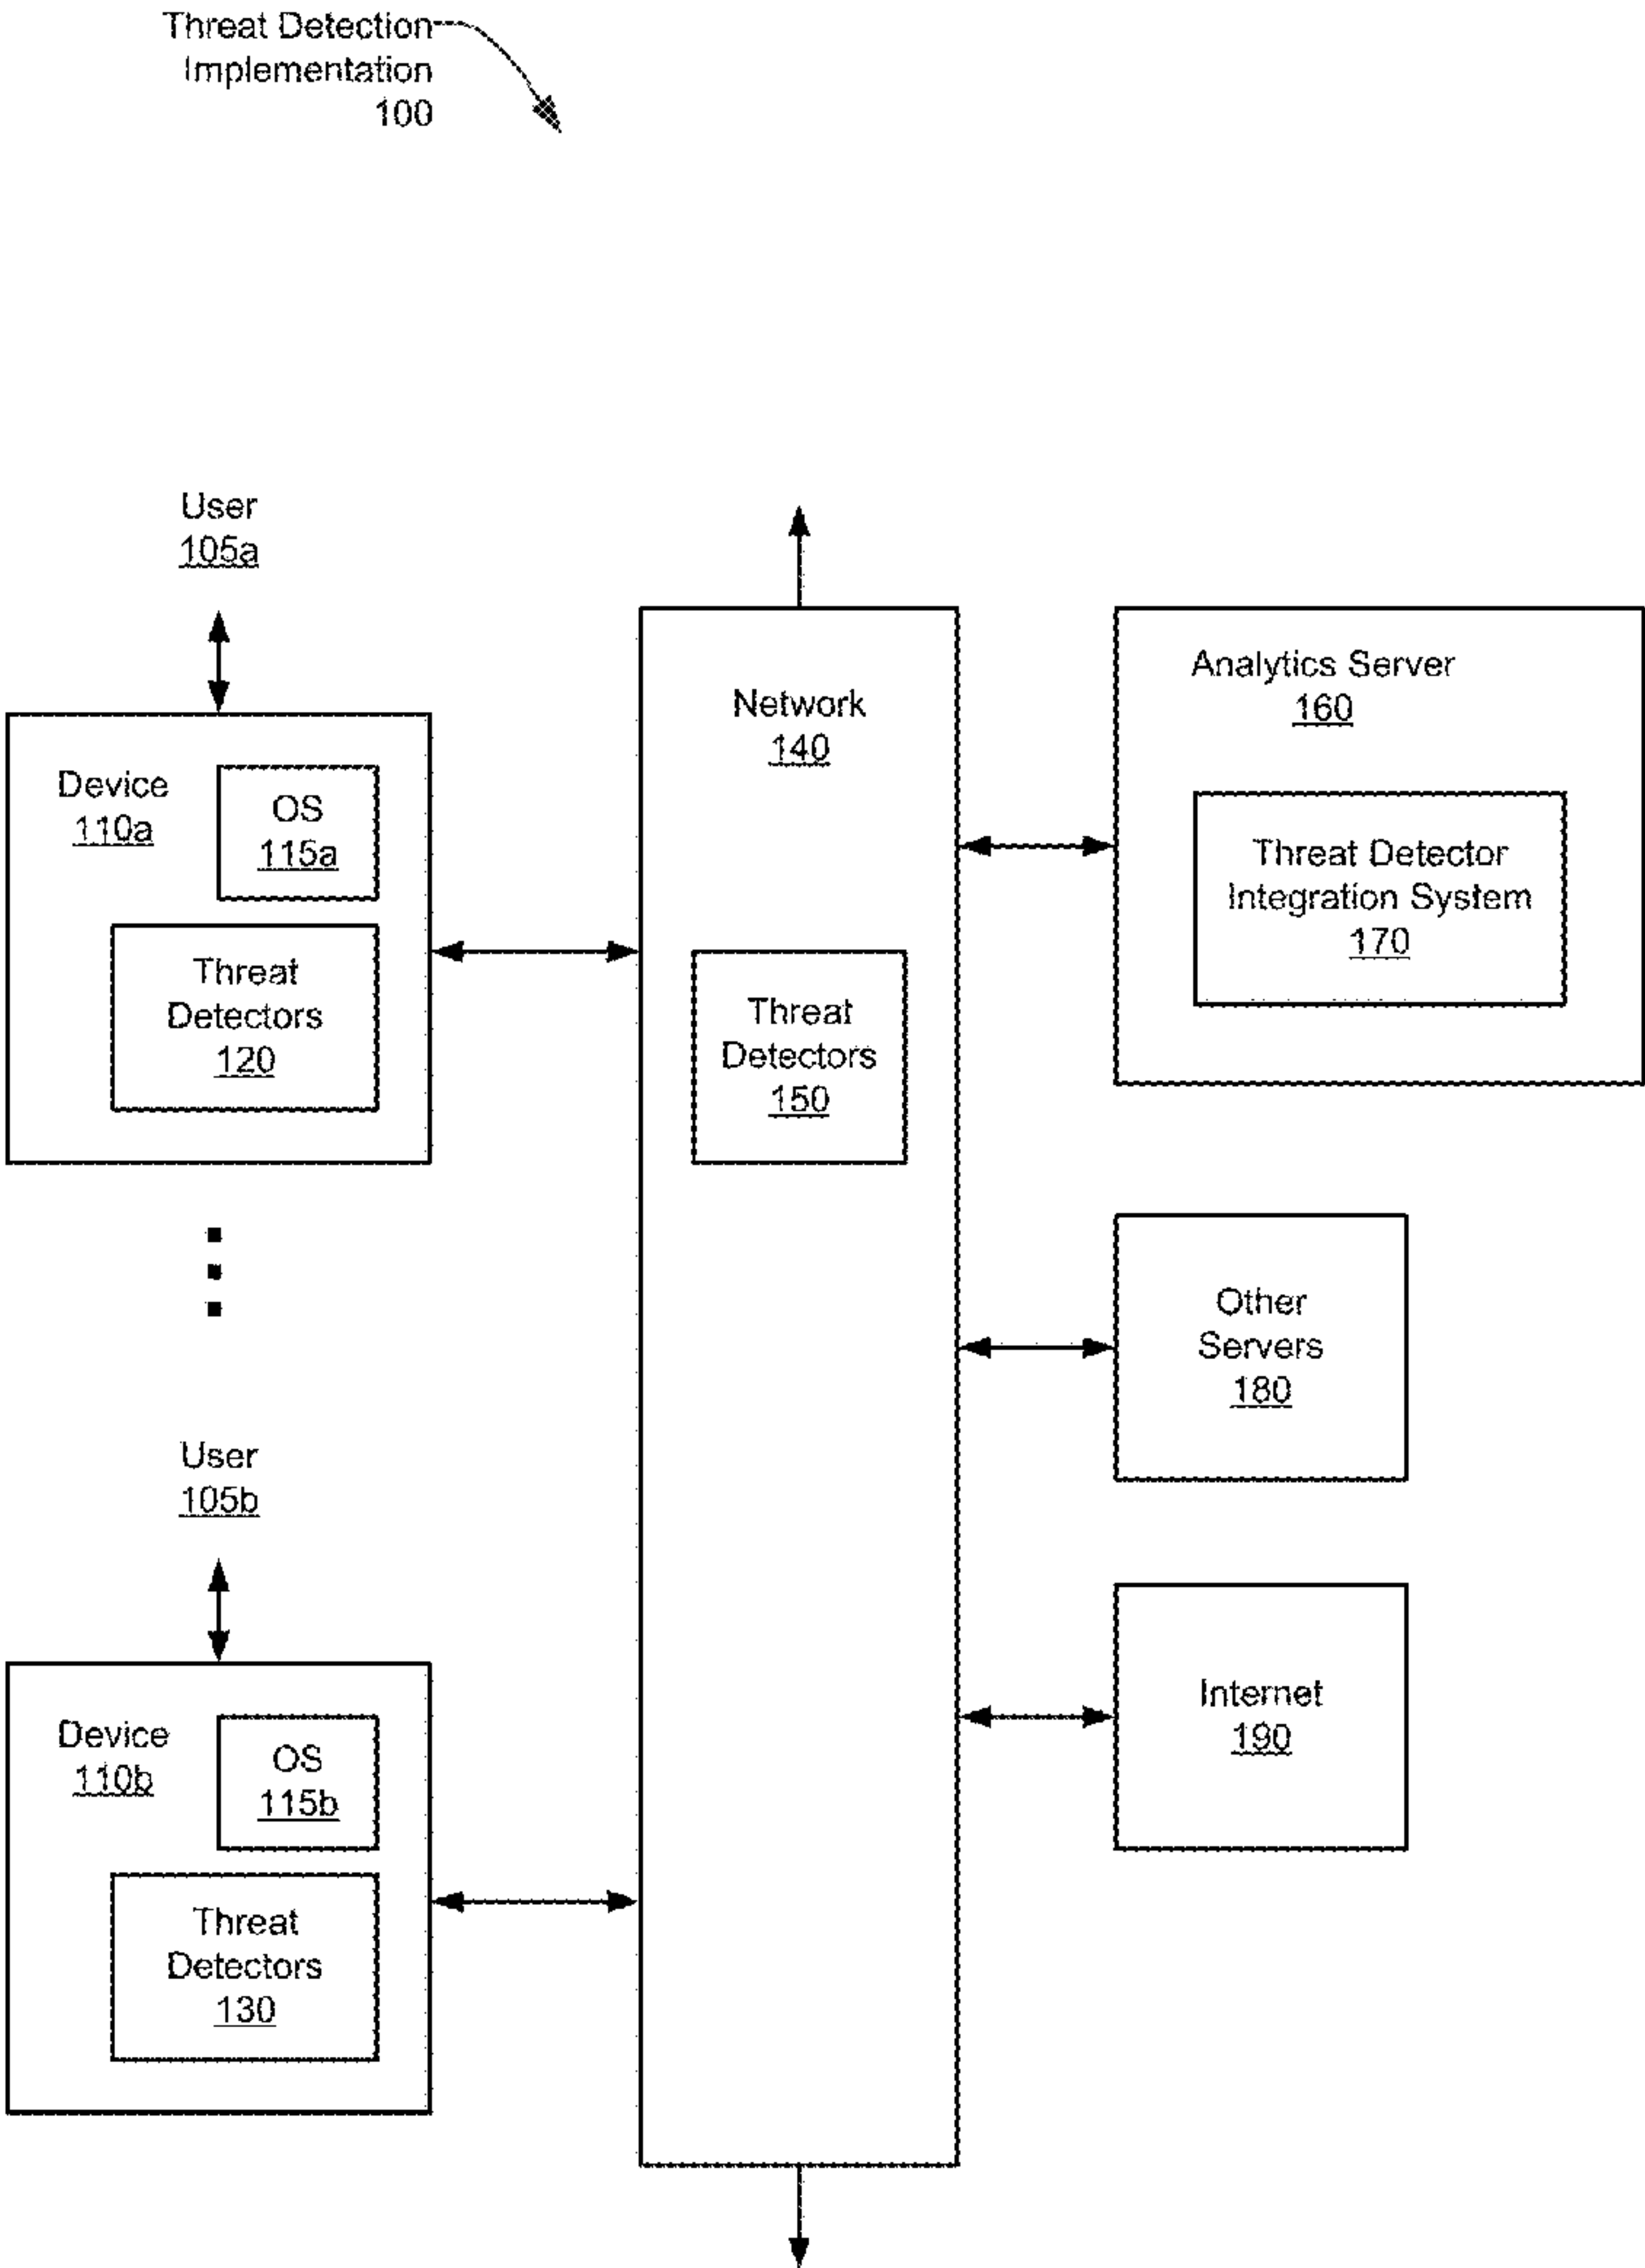 Threat Detection
Implementation
100
User
105a
Device
110a
OS
115a
Threat
Detectors
120
User
105b
Device
110b
OS
115b
Threat
Detectors
130
Network
140
Threat
Detectors
150
Analytics Server
160
Threat Detector
Integration System
170
Other
Servers
180
Internet
190